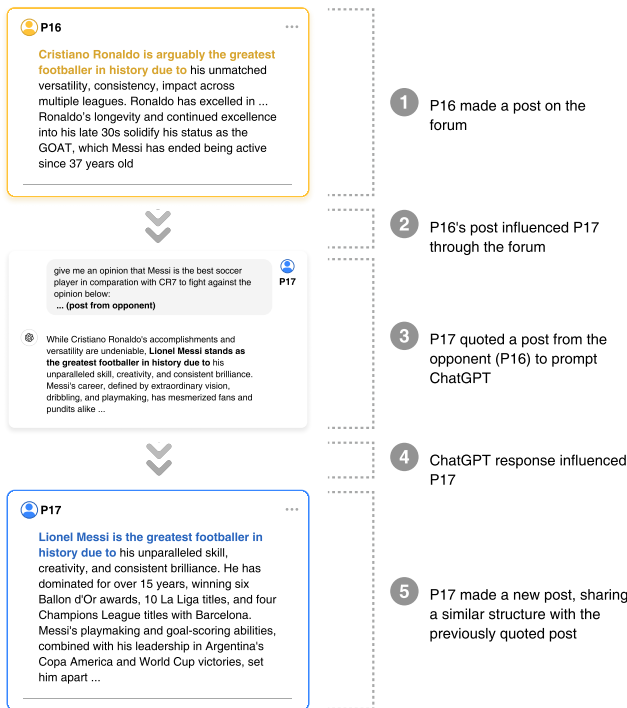 P16
Cristiano Ronaldo is arguably the greatest
footballer in history due to his unmatched
versatility, consistency, impact across
multiple leagues. Ronaldo has excelled in ...
Ronaldo's longevity and continued excellence
into his late 30s solidify his status as the
GOAT, which Messi has ended being active
since 37 years old
1
P16 made a post on the
forum
2
P16's post influenced P17
through the forum
give me an opinion that Messi is the best soccer
player in comparation with CR7 to fight against the
opinion below:
... (post from opponent)
P17
While Cristiano Ronaldo's accomplishments and
versatility are undeniable, Lionel Messi stands as
the greatest footballer in history due to his
unparalleled skill, creativity, and consistent brilliance.
Messi's career, defined by extraordinary vision,
dribbling, and playmaking, has mesmerized fans and
pundits alike ...
3
P17 quoted a post from the
opponent (P16) to prompt
ChatGPT
4
ChatGPT response influenced
P17
P17
Lionel Messi is the greatest footballer in
history due to his unparalleled skill,
creativity, and consistent brilliance. He has
dominated for over 15 years, winning six
Ballon d'Or awards, 10 La Liga titles, and four
Champions League titles with Barcelona.
Messi's playmaking and goal-scoring abilities,
combined with his leadership in Argentina's
Copa America and World Cup victories, set
him apart ...
5
P17 made a new post, sharing
a similar structure with the
previously quoted post